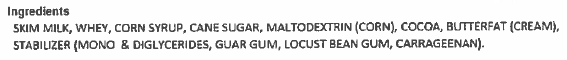 Ingredients
SKIM MILK, WHEY, CORN SYRUP, CANE SUGAR, MALTODEXTRIN (CORN), COCOA, BUTTERFAT (CREAM),
STABILIZER (MONO & DIGLYCERIDES, GUAR GUM, LOCUST BEAN GUM, CARRAGEENAN).